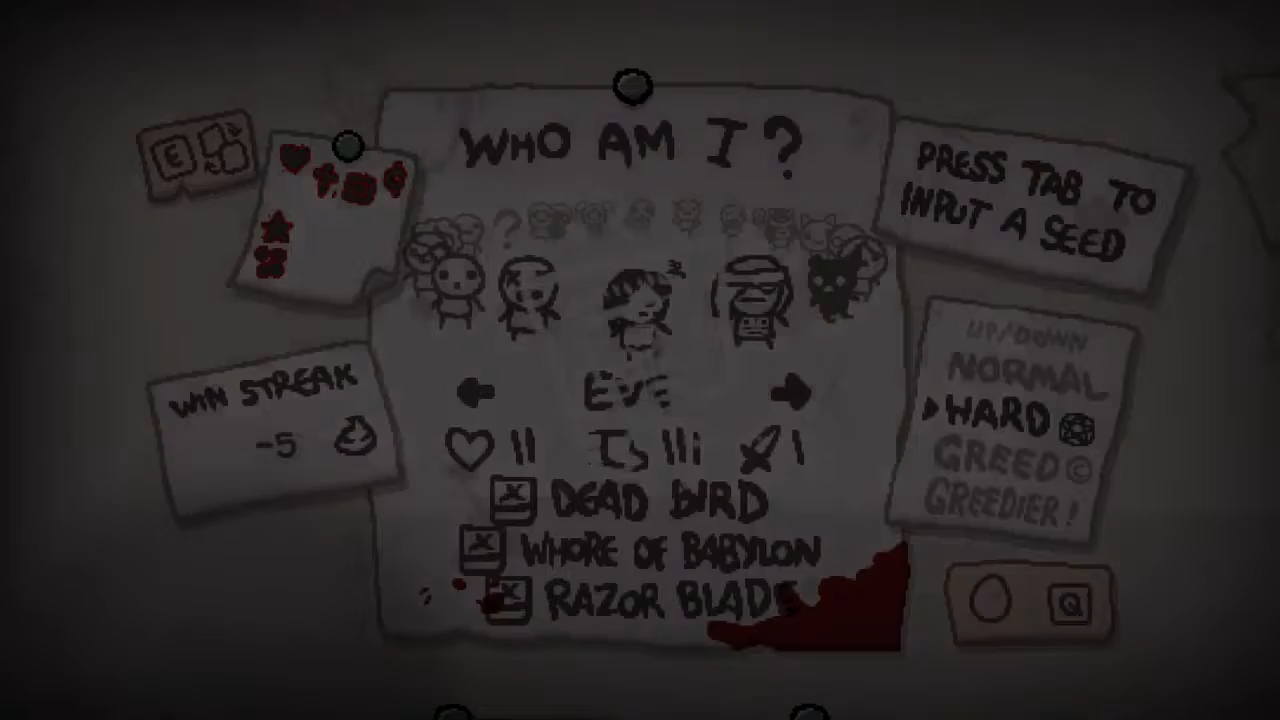 WHO AM I?
E
PRESS TAB TO
INPUT A SEED
WIN STREAK
-5
EVE
DEAD BIRD
WHORE OF BABYLON
RAZOR BLADE
UP/DOWN
NORMAL
HARD
GREED
GREEDIER!
Q